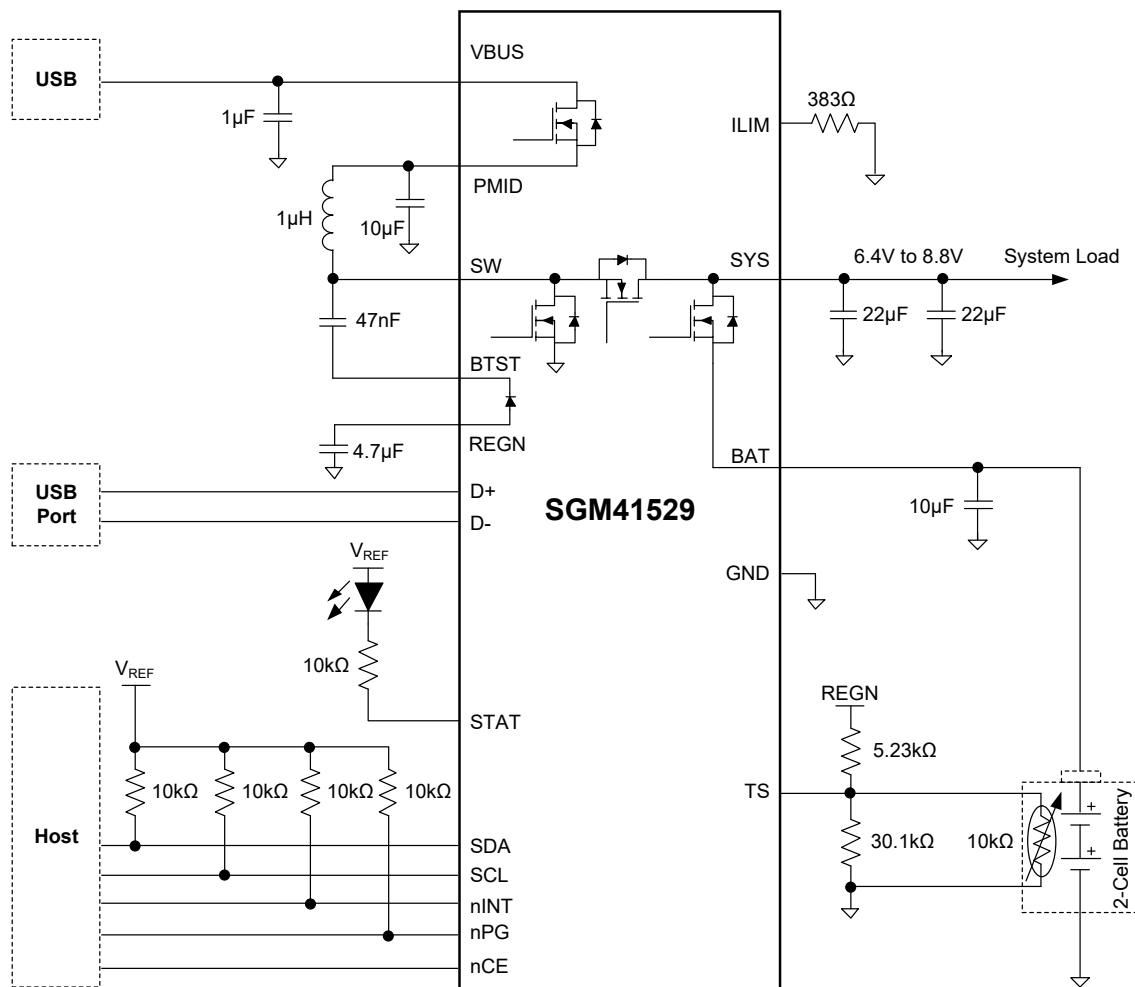 VBUS
USB
383Ω
1µF
ILIM
PMID
1µH
10µF
SW
SYS
6.4V to 8.8V
System Load
47nF
22µF
22µF
BTST
4.7µF
REGN
BAT
USB
Port
D+
D-
SGM41529
10µF
VREF
GND
10kΩ
VREF
REGN
STAT
5.23kΩ
10kΩ
10kΩ
10kΩ
10kΩ
TS
Host
SDA
30.1kΩ
10kΩ
+
+
2-Cell Battery
SCL
nINT
nPG
nCE